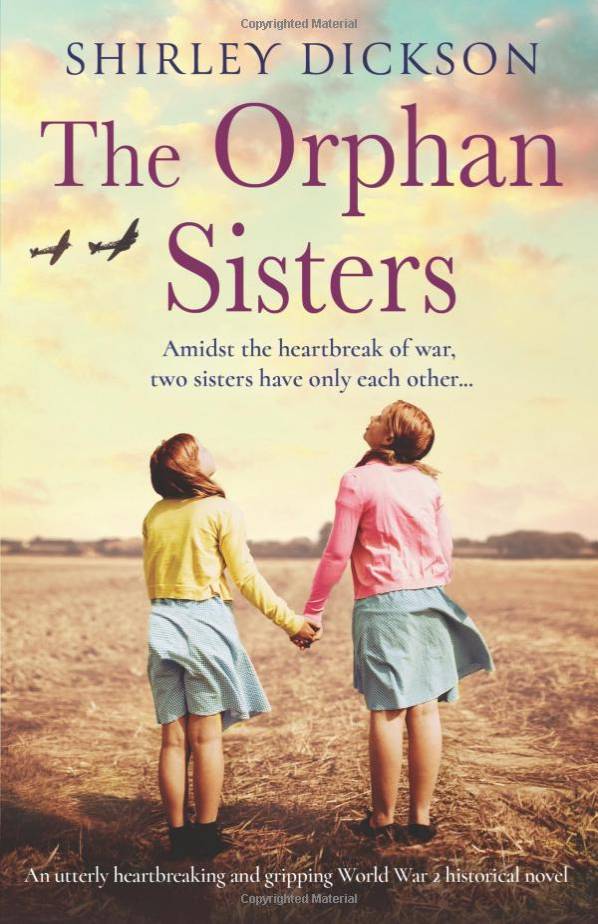 Copyrighted Material
SHIRLEY DICKSON
The Orphan
Sisters
Amidst the heartbreak of war,
two sisters have only each other...
An utterly heartbreaking and gripping World War 2 historical novel
Copyrighted Material